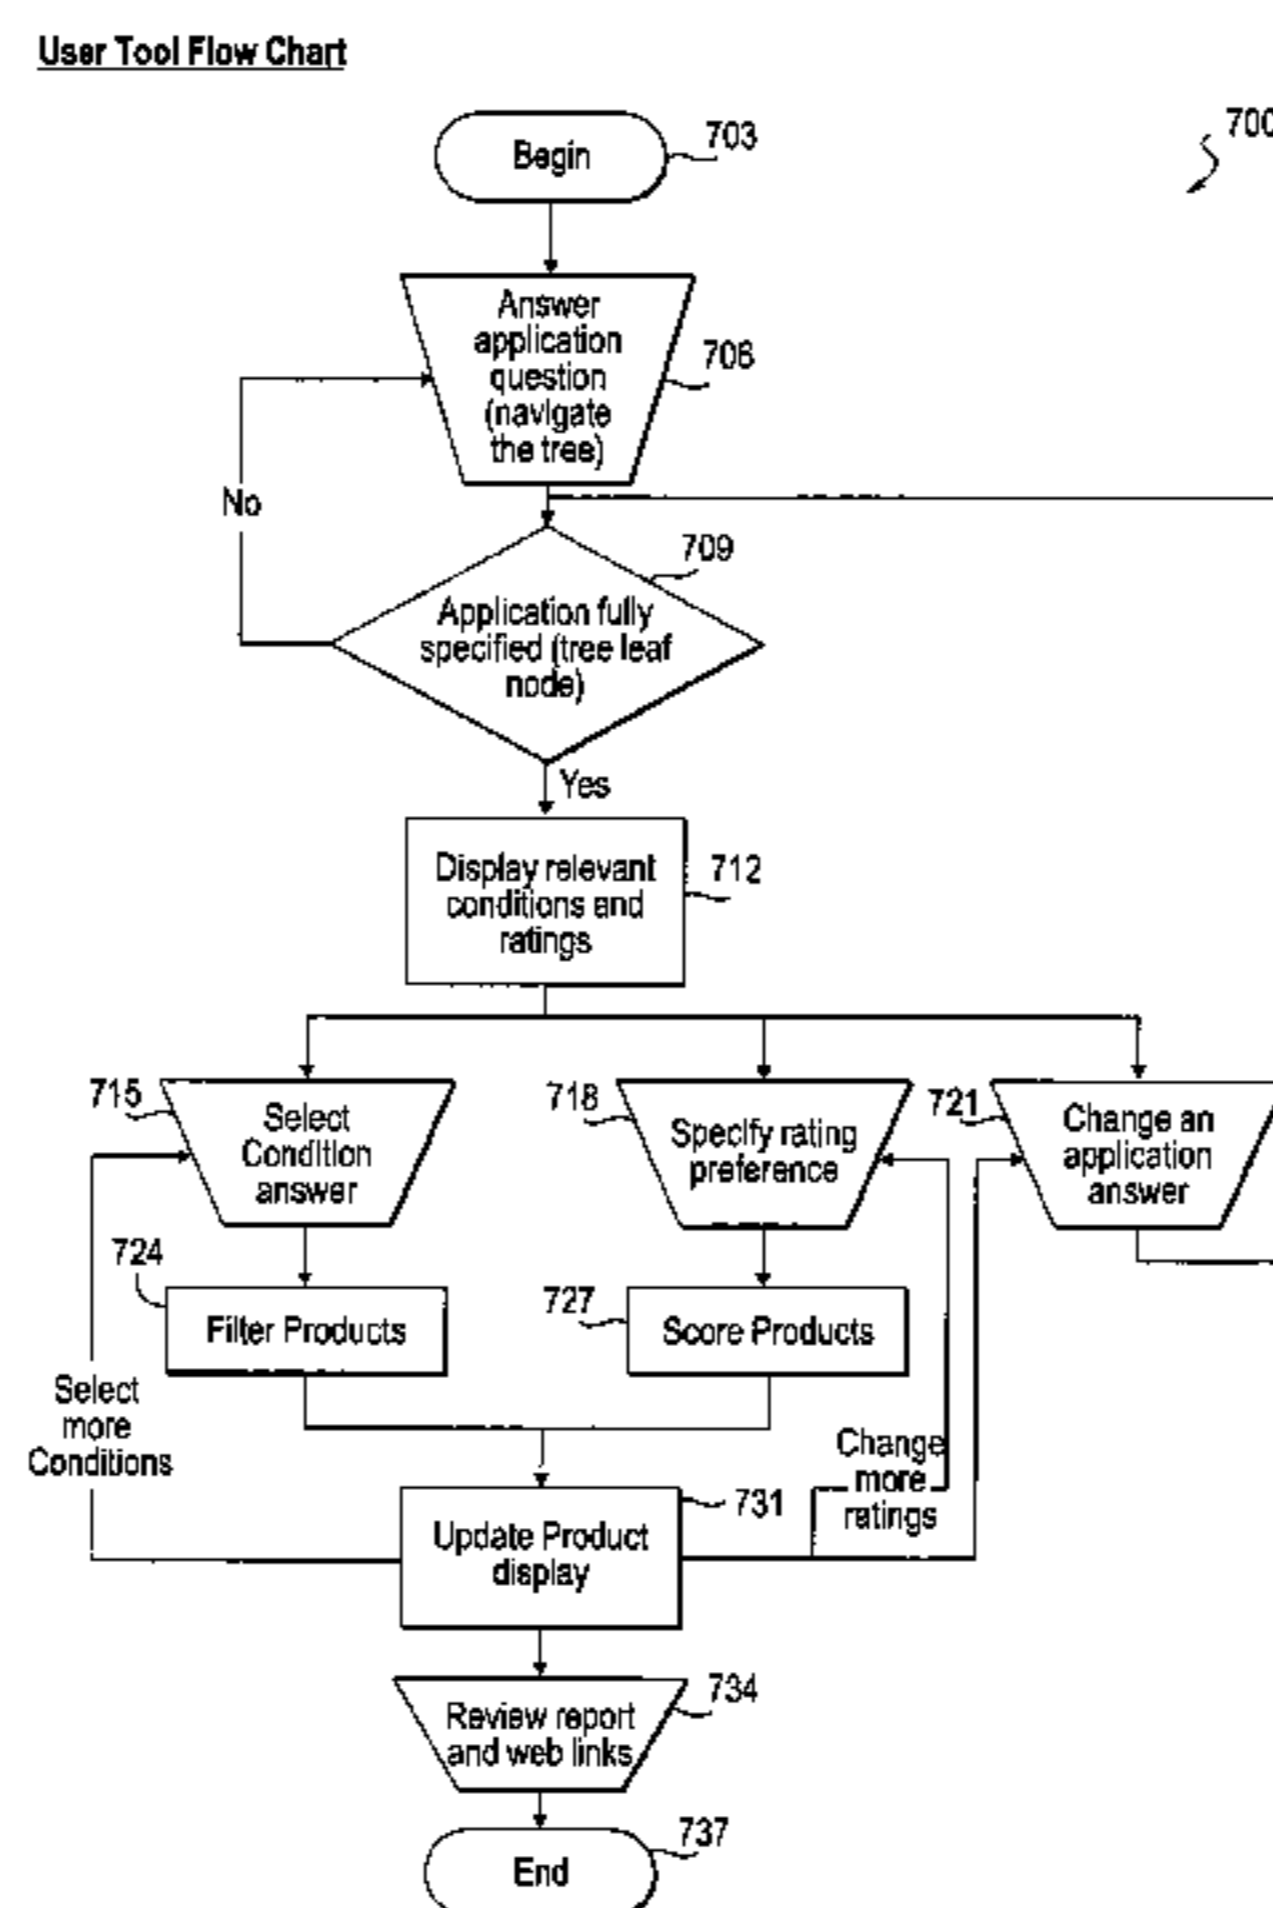 User Tool Flow Chart
Begin
703
700
Answer
application
question
(navigate
the tree)
706
No
709
Application fully
specified (tree leaf
node)
Yes
Display relevant
conditions and
ratings
712
715
Select
Condition
answer
718
Specify rating
preference
721
Change an
application
answer
724
Filter Products
727
Score Products
Select
more
Conditions
Change
more
ratings
Update Product
display
731
Review report
and web links
734
End
737